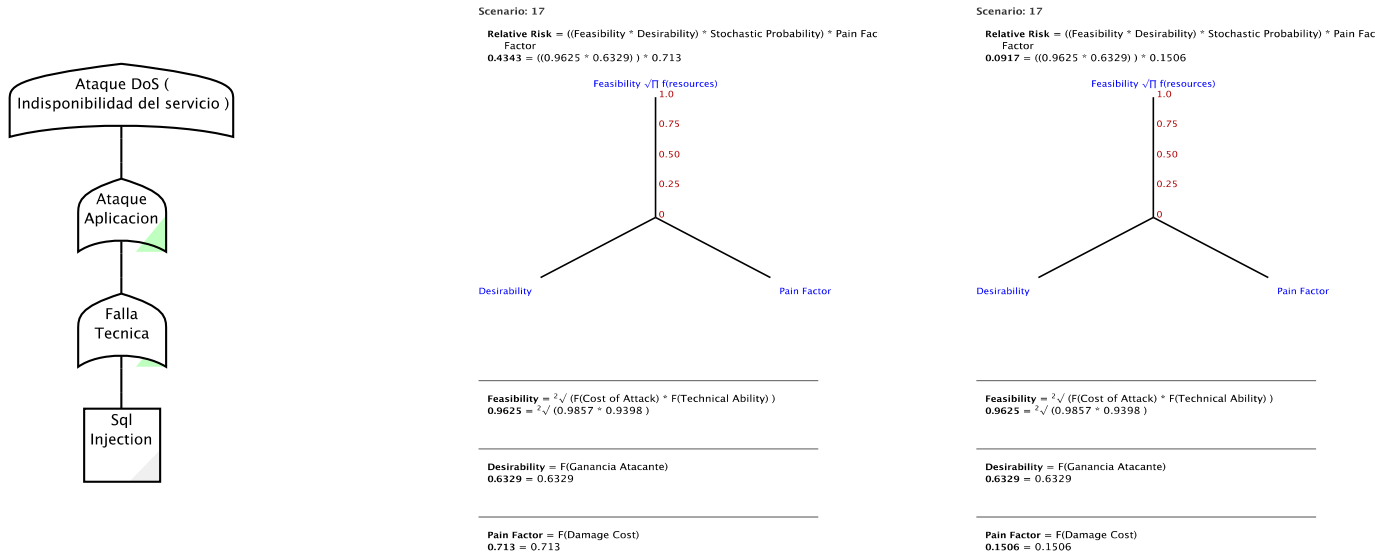 Ataque DoS (
Indisponibilidad del servicio )
Ataque
Aplicacion
Falla
Tecnica
Sql
Injection
Scenario: 17
Relative Risk = ((Feasibility * Desirability) * Stochastic Probability) * Pain Fac
Factor
0.4343 = ((0.9625 * 0.6329) ) * 0.713
Feasibility √∏ f(resources)
1.0
0.75
0.50
0.25
0
Desirability
Pain Factor
Feasibility = ²√ (F(Cost of Attack) * F(Technical Ability) )
0.9625 = ²√ (0.9857 * 0.9398 )
Desirability = F(Ganancia Atacante)
0.6329 = 0.6329
Pain Factor = F(Damage Cost)
0.713 = 0.713
Scenario: 17
Relative Risk = ((Feasibility * Desirability) * Stochastic Probability) * Pain Fac
Factor
0.0917 = ((0.9625 * 0.6329) ) * 0.1506
Feasibility √∏ f(resources)
1.0
0.75
0.50
0.25
0
Desirability
Pain Factor
Feasibility = ²√ (F(Cost of Attack) * F(Technical Ability) )
0.9625 = ²√ (0.9857 * 0.9398 )
Desirability = F(Ganancia Atacante)
0.6329 = 0.6329
Pain Factor = F(Damage Cost)
0.1506 = 0.1506